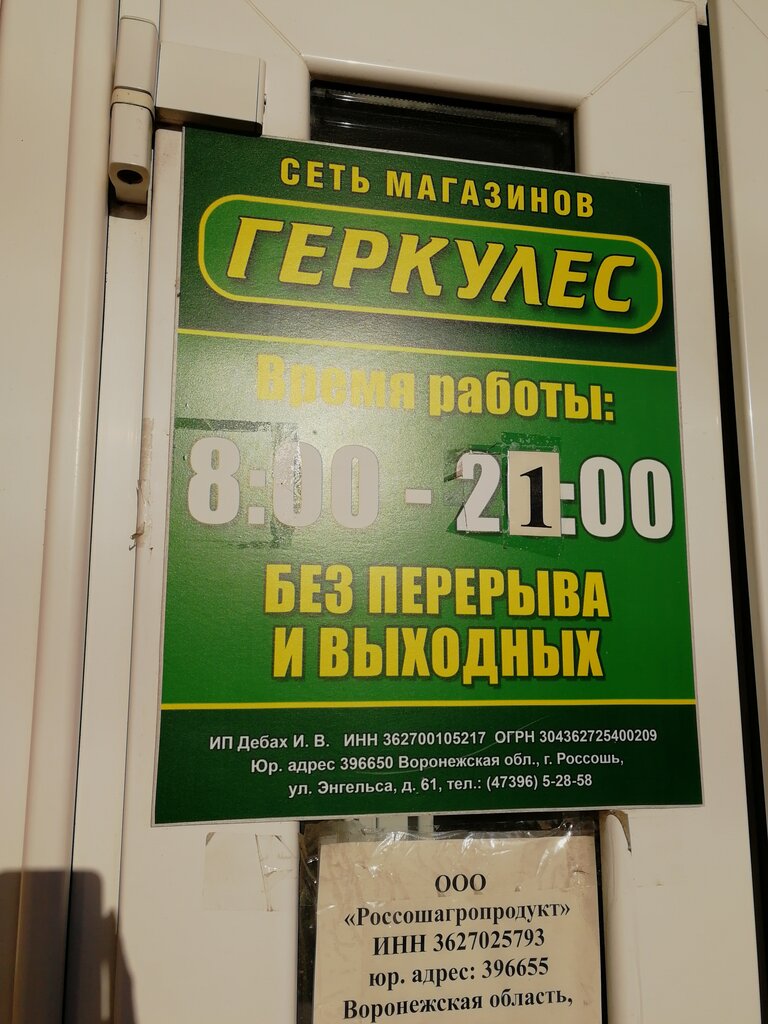 СЕТЬ МАГАЗИНОВ
ГЕРКУЛЕС
Время работы:
8:00 - 21:00
БЕЗ ПЕРЕРЫВА
И ВЫХОДНЫХ
ИП Дебах И. В. ИНН 362700105217 ОГРН 304362725400209
Юр. адрес 396650 Воронежская обл., г. Россошь,
ул. Энгельса, д. 61, тел.: (47396) 5-28-58
ООО
«Россошагропродукт»
ИНН 3627025793
юр. адрес: 396655
Воронежская область,